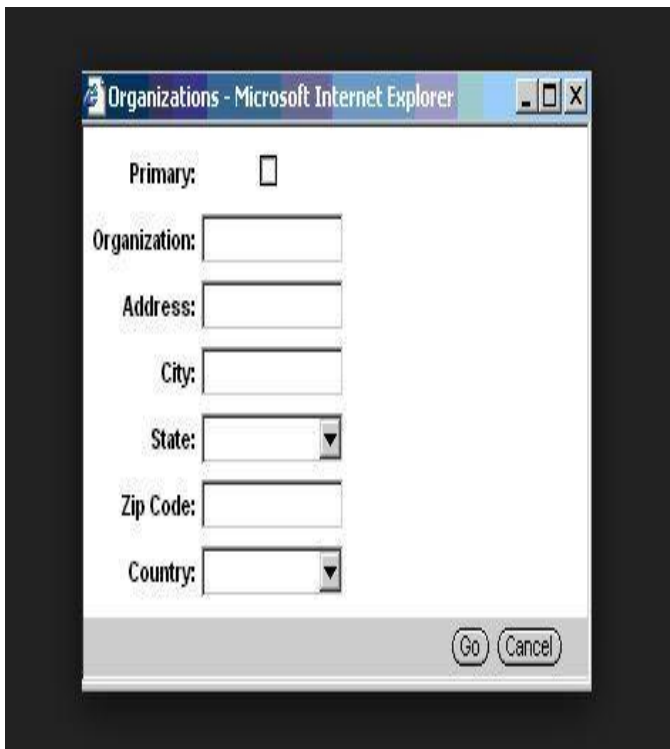 Organizations - Microsoft Internet Explorer
Primary:
Organization:
Address:
City:
State:
Zip Code:
Country:
Go Cancel